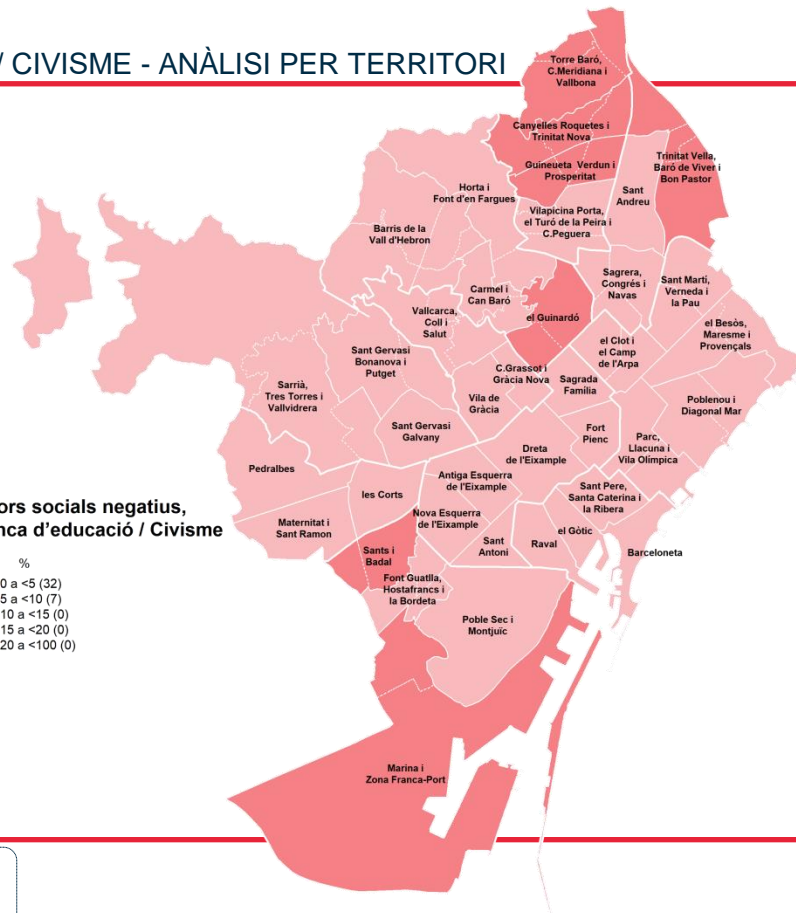 / CIVISME - ANÀLISI PER TERRITORI
Torre Baró,
C.Meridiana i
Vallbona
Canyelles Roquetes i
Trinitat Nova
Guineueta Verdun i
Prosperitat
Trinitat Vella,
Baró de Viver i
Bon Pastor
Sant
Andreu
Horta i
Font d'en Fargues
Vilapicina Porta,
el Turó de la Peira i
C.Peguera
Barris de la
Vall d'Hebron
Carmel i
Can Baró
Sagrera,
Congrés i
Navas
Sant Martí,
Verneda i
la Pau
Vallcarca,
Coll i
Salut
el Guinardó
el Besòs,
Maresme i
Provençals
Sant Gervasi
Bonanova i
Putget
el Clot i
el Camp
de l'Arpa
Sarrià,
Tres Torres i
Vallvidrera
C.Grassot i
Gràcia Nova
Sagrada
Família
Vila de
Gràcia
Poblenou i
Diagonal Mar
Sant Gervasi
Galvany
Fort
Pienc
Parc,
Llacuna i
Vila Olímpica
Dreta
de l'Eixample
Pedralbes
les Corts
Antiga Esquerra
de l'Eixample
Sant Pere,
Santa Caterina i
la Ribera
Maternitat i
Sant Ramon
Nova Esquerra
de l'Eixample
el Gòtic
Sant
Antoni
Raval
Barceloneta
Sants i
Badal
Font Guatlla,
Hostafrancs i
la Bordeta
Poble Sec i
Montjuïc
Marina i
Zona Franca-Port
ors socials negatius,
nca d'educació / Civisme
%
0 a <5 (32)
5 a <10 (7)
10 a <15 (0)
15 a <20 (0)
20 a <100 (0)